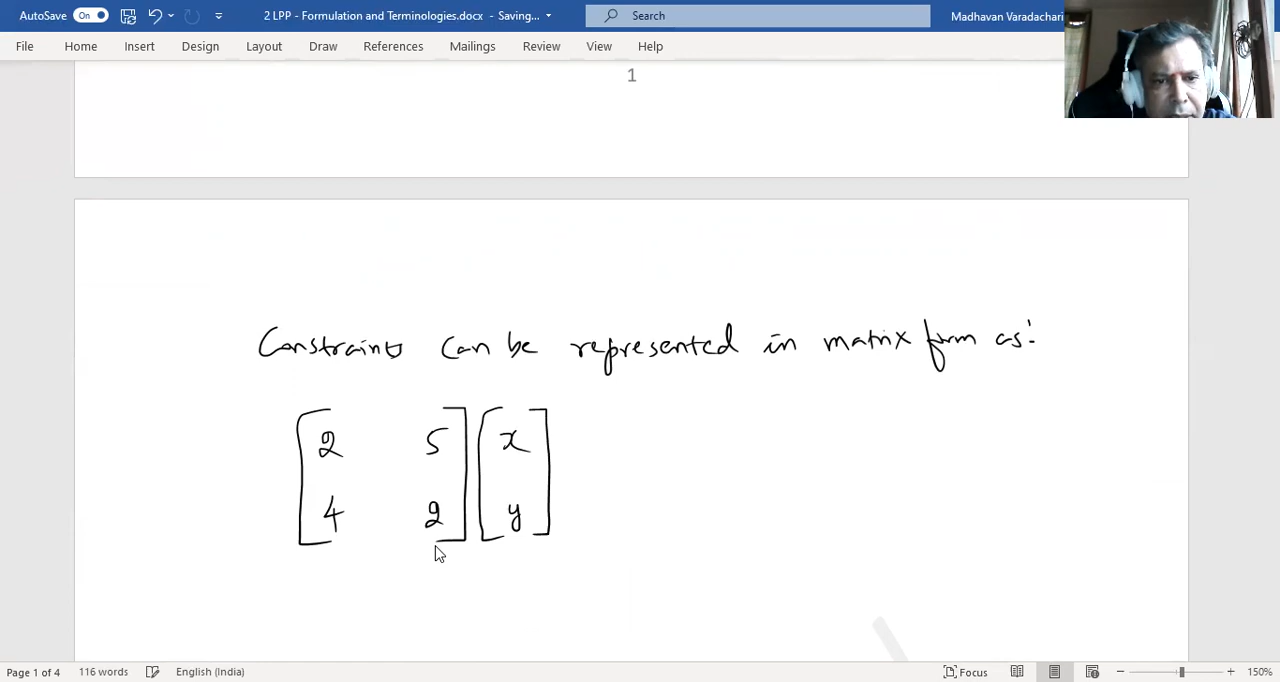 AutoSave On 2 LPP - Formulation and Terminologies.docx - Saving... Search Madhavan Varadachari
File Home Insert Design Layout Draw References Mailings Review View Help
1
Constraints can be represented in matrix form as:
2 5 x
4 2 y
Page 1 of 4 116 words English (India) Focus 150%